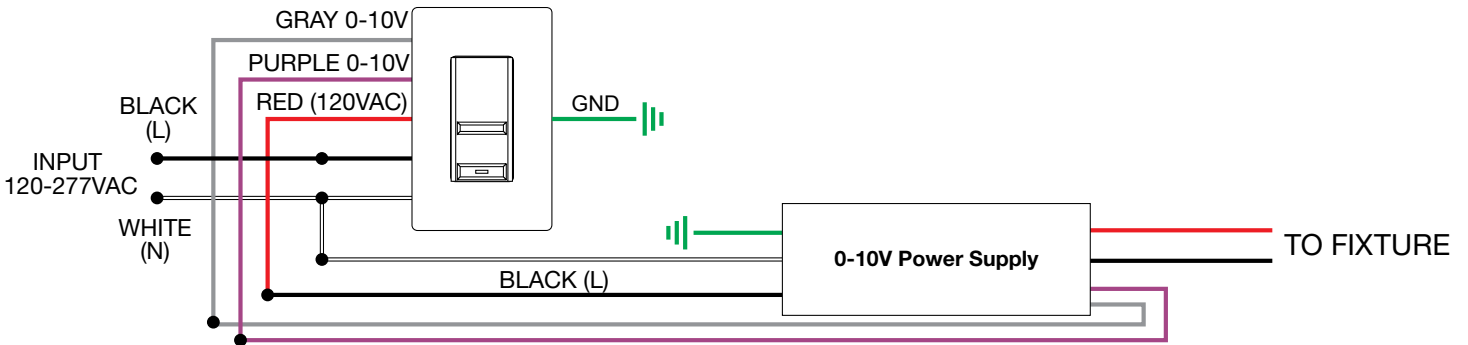 GRAY 0-10V
PURPLE 0-10V
BLACK
(L)
RED (120VAC)
GND
INPUT
120-277VAC
WHITE
(N)
0-10V Power Supply
TO FIXTURE
BLACK (L)